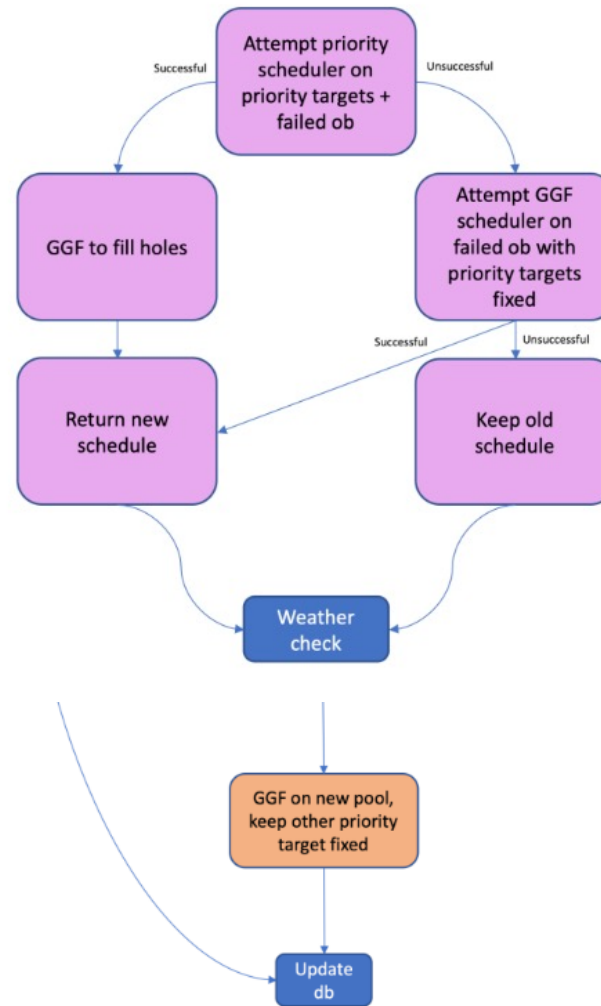 Attempt priority
scheduler on
priority targets +
failed ob
Successful
Unsuccessful
GGF to fill holes
Attempt GGF
scheduler on
failed ob with
priority targets
fixed
Successful
Unsuccessful
Return new
schedule
Keep old
schedule
Weather
check
GGF on new pool,
keep other priority
target fixed
Update
db